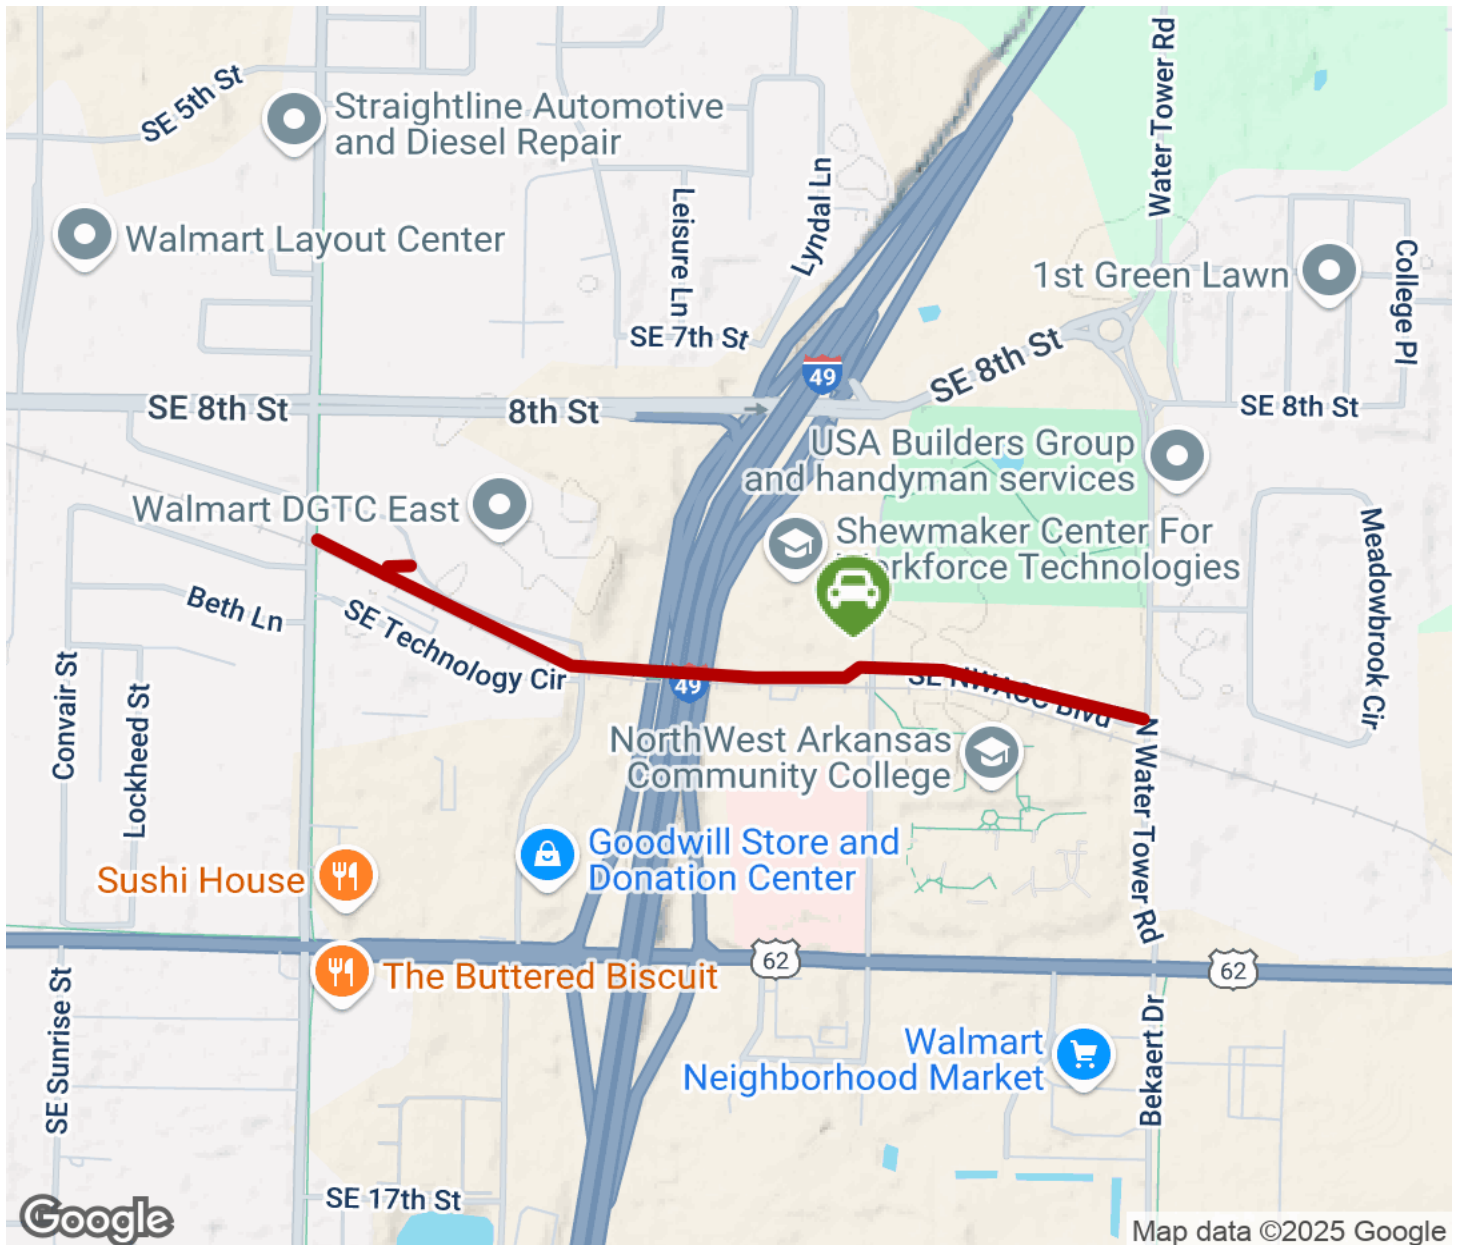 Water Tower Rd
SE 5th St
Straightline Automotive
and Diesel Repair
Lyndal Ln
Leisure Ln
Walmart Layout Center
1st Green Lawn
College Pl
SE 7th St
49
SE 8th St
SE 8th St
8th St
SE 8th St
USA Builders Group
and handyman services
Walmart DGTC East
Shewmaker Center For
Workforce Technologies
Meadowbrook Cir
Beth Ln
SE Technology Cir
49
SE NWACC Blvd
Convair St
Lockheed St
NorthWest Arkansas
Community College
N Water Tower Rd
Goodwill Store and
Donation Center
Sushi House
62
62
The Buttered Biscuit
SE Sunrise St
Walmart
Neighborhood Market
Bekaert Dr
SE 17th St
Google
Map data ©2025 Google